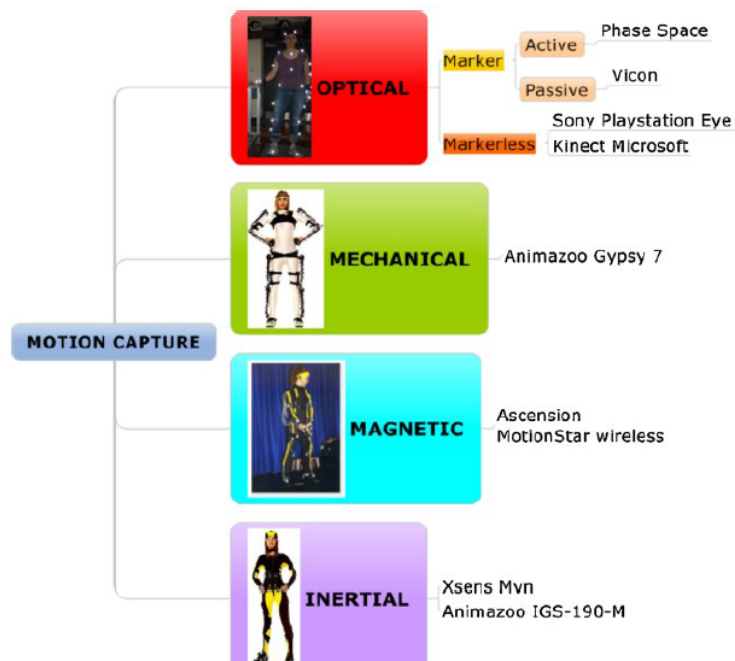 MOTION CAPTURE
OPTICAL
Marker
Active
Phase Space
Passive
Vicon
Markerless
Sony Playstation Eye
Kinect Microsoft
MECHANICAL
Animazoo Gypsy 7
MAGNETIC
Ascension
MotionStar wireless
INERTIAL
Xsens Mvn
Animazoo IGS-190-M